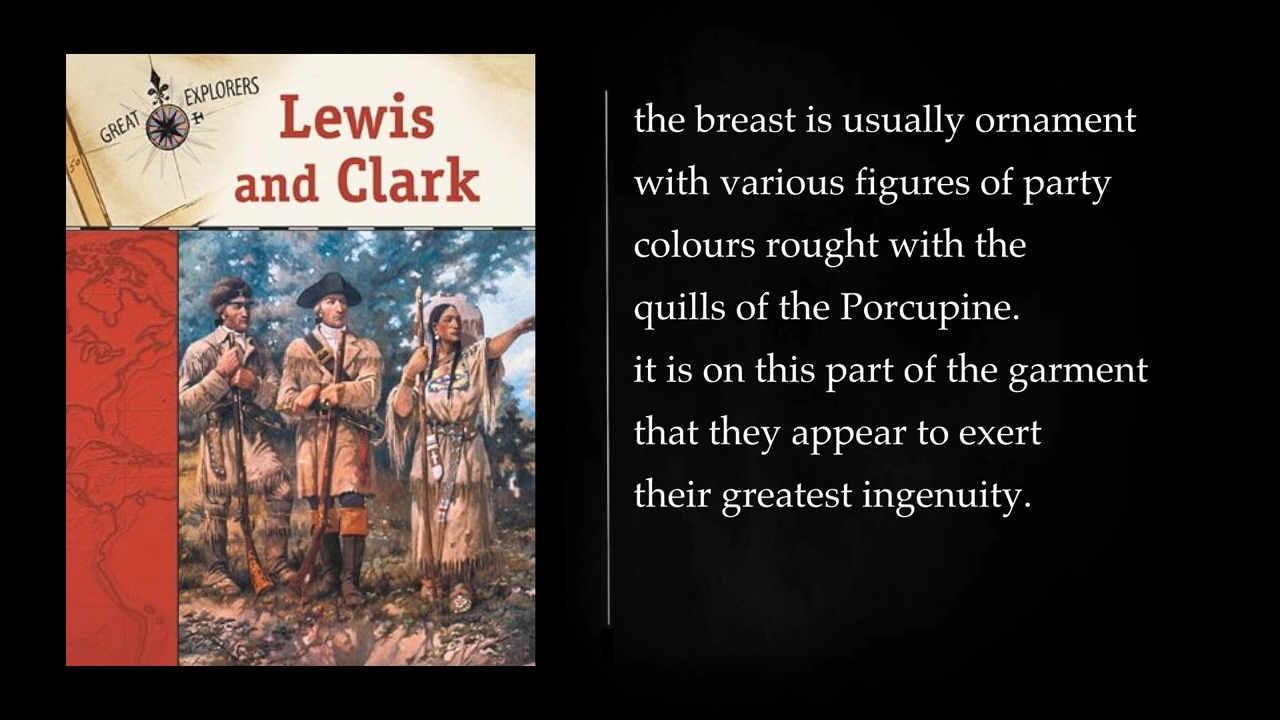 GREAT EXPLORERS
Lewis
and Clark
50
the breast is usually ornament
with various figures of party
colours rought with the
quills of the Porcupine.
it is on this part of the garment
that they appear to exert
their greatest ingenuity.